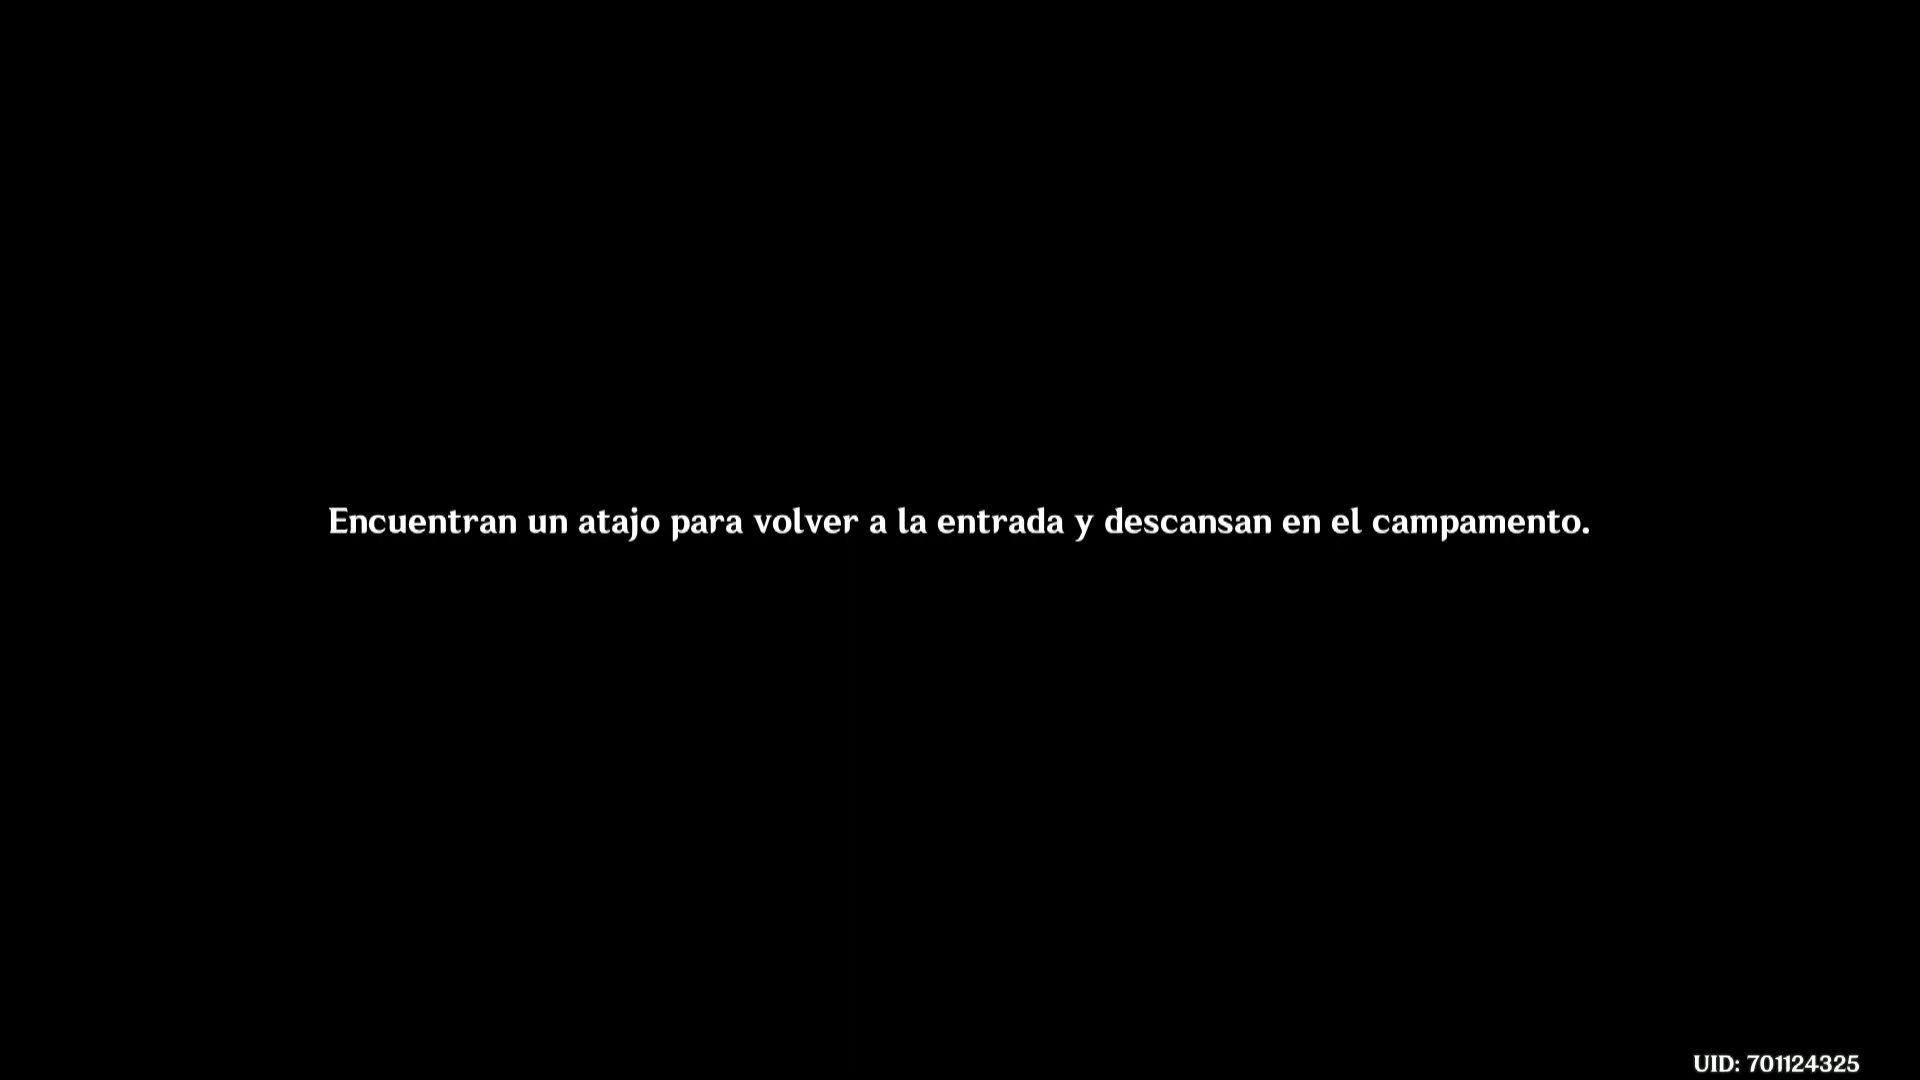 Encuentran un atajo para volver a la entrada y descansan en el campamento.
UID: 701124325